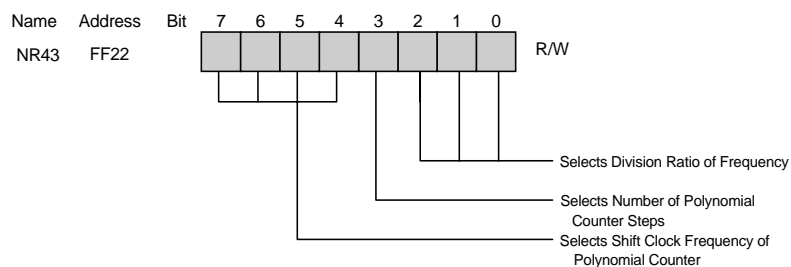 Name Address Bit 7 6 5 4 3 2 1 0
NR43 FF22 R/W
Selects Division Ratio of Frequency
Selects Number of Polynomial
Counter Steps
Selects Shift Clock Frequency of
Polynomial Counter